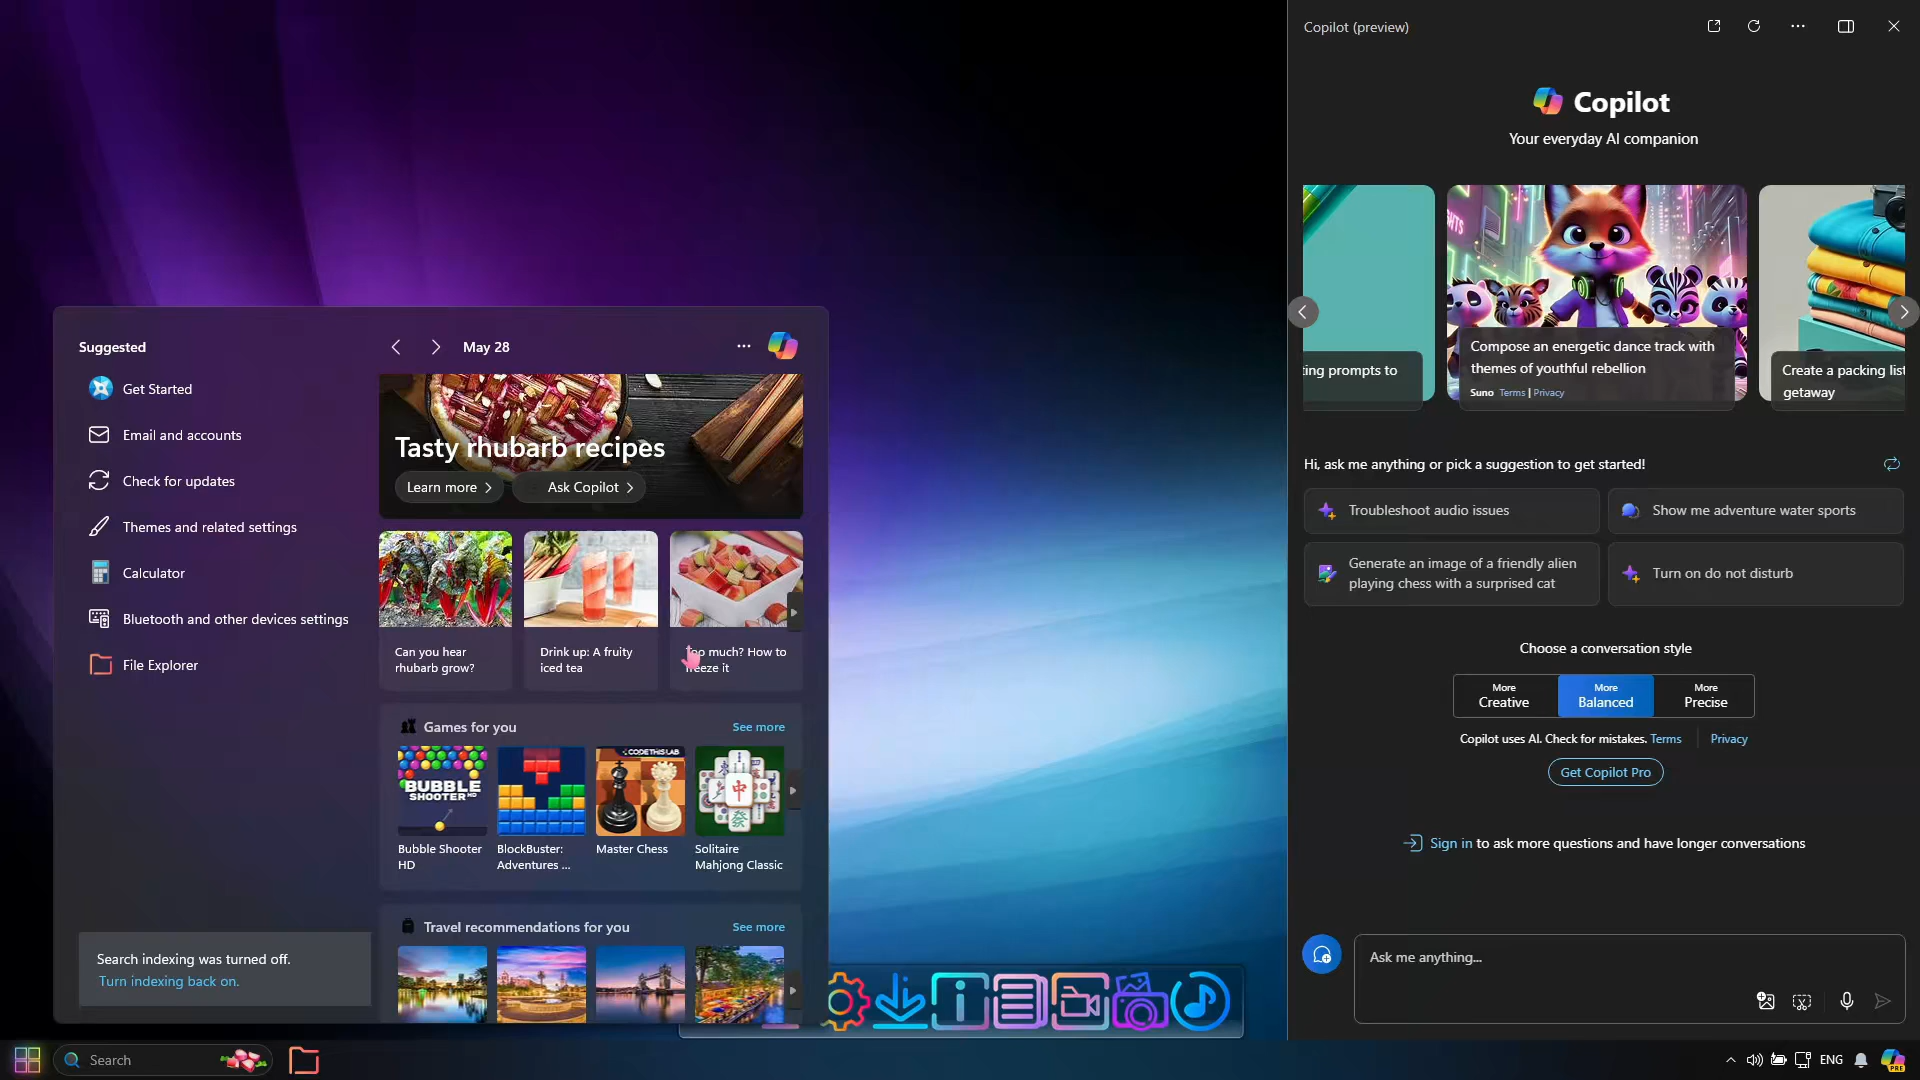 Suggested
Get Started
Email and accounts
Check for updates
Themes and related settings
Calculator
Bluetooth and other devices settings
File Explorer
Search indexing was turned off.
Turn indexing back on.
May 28
Tasty rhubarb recipes
Learn more
Ask Copilot
Can you hear
rhubarb grow?
Drink up: A fruity
iced tea
Too much? How to
freeze it
Games for you
See more
BUBBLE
SHOOTER HD
CODETHISLAB
中
發
Bubble Shooter
HD
BlockBuster:
Adventures ...
Master Chess
Solitaire
Mahjong Classic
Travel recommendations for you
See more
Search
Copilot (preview)
Copilot
Your everyday AI companion
ting prompts to
Compose an energetic dance track with
themes of youthful rebellion
Suno Terms | Privacy
Create a packing list
getaway
Hi, ask me anything or pick a suggestion to get started!
Troubleshoot audio issues
Show me adventure water sports
Generate an image of a friendly alien
playing chess with a surprised cat
Turn on do not disturb
Choose a conversation style
More
Creative
More
Balanced
More
Precise
Copilot uses AI. Check for mistakes. Terms
Privacy
Get Copilot Pro
Sign in to ask more questions and have longer conversations
Ask me anything...
ENG
PRE